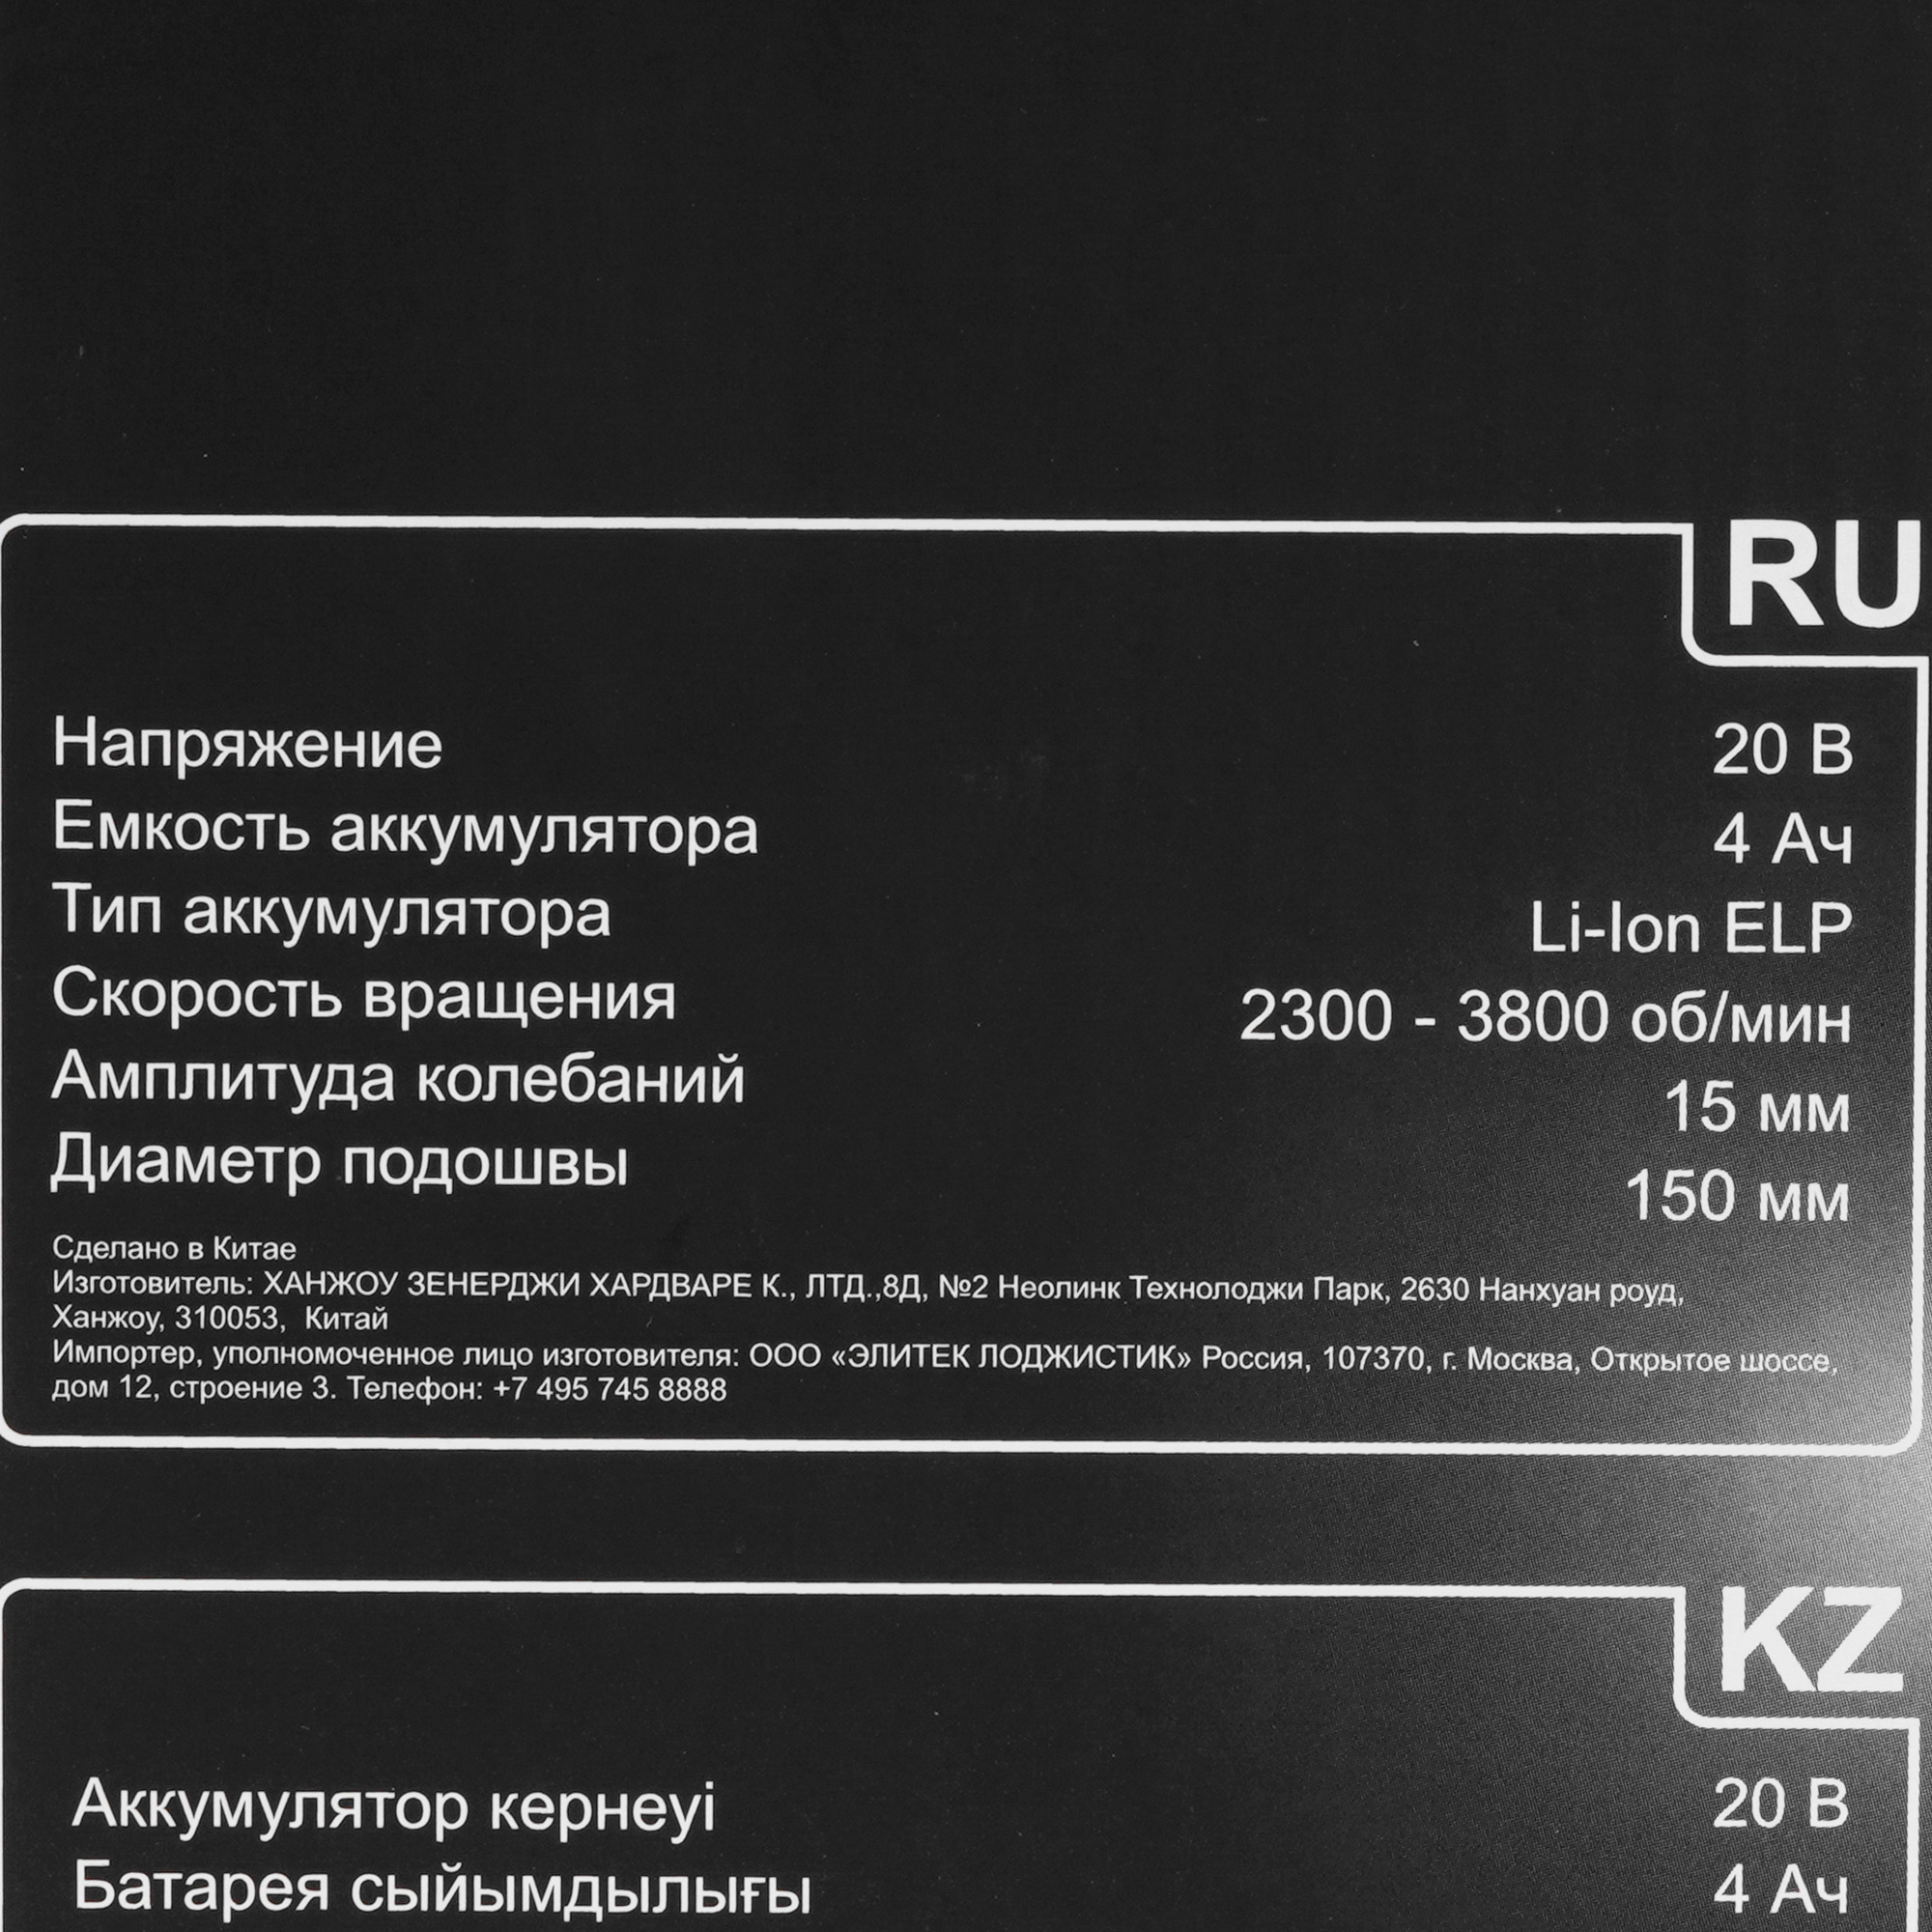 RU
Напряжение 20 В
Емкость аккумулятора 4 Ач
Тип аккумулятора Li-Ion ELP
Скорость вращения 2300 - 3800 об/мин
Амплитуда колебаний 15 мм
Диаметр подошвы 150 мм
Сделано в Китае
Изготовитель: ХАНЖОУ ЗЕНЕРДЖИ ХАРДВАРЕ К., ЛТД.,8Д, №2 Неолинк Технолоджи Парк, 2630 Нанхуан роуд,
Ханжоу, 310053, Китай
Импортер, уполномоченное лицо изготовителя: ООО «ЭЛИТЕК ЛОДЖИСТИК» Россия, 107370, г. Москва, Открытое шоссе,
дом 12, строение 3. Телефон: +7 495 745 8888
KZ
Аккумулятор кернеуі 20 В
Батарея сыйымдылығы 4 Ач